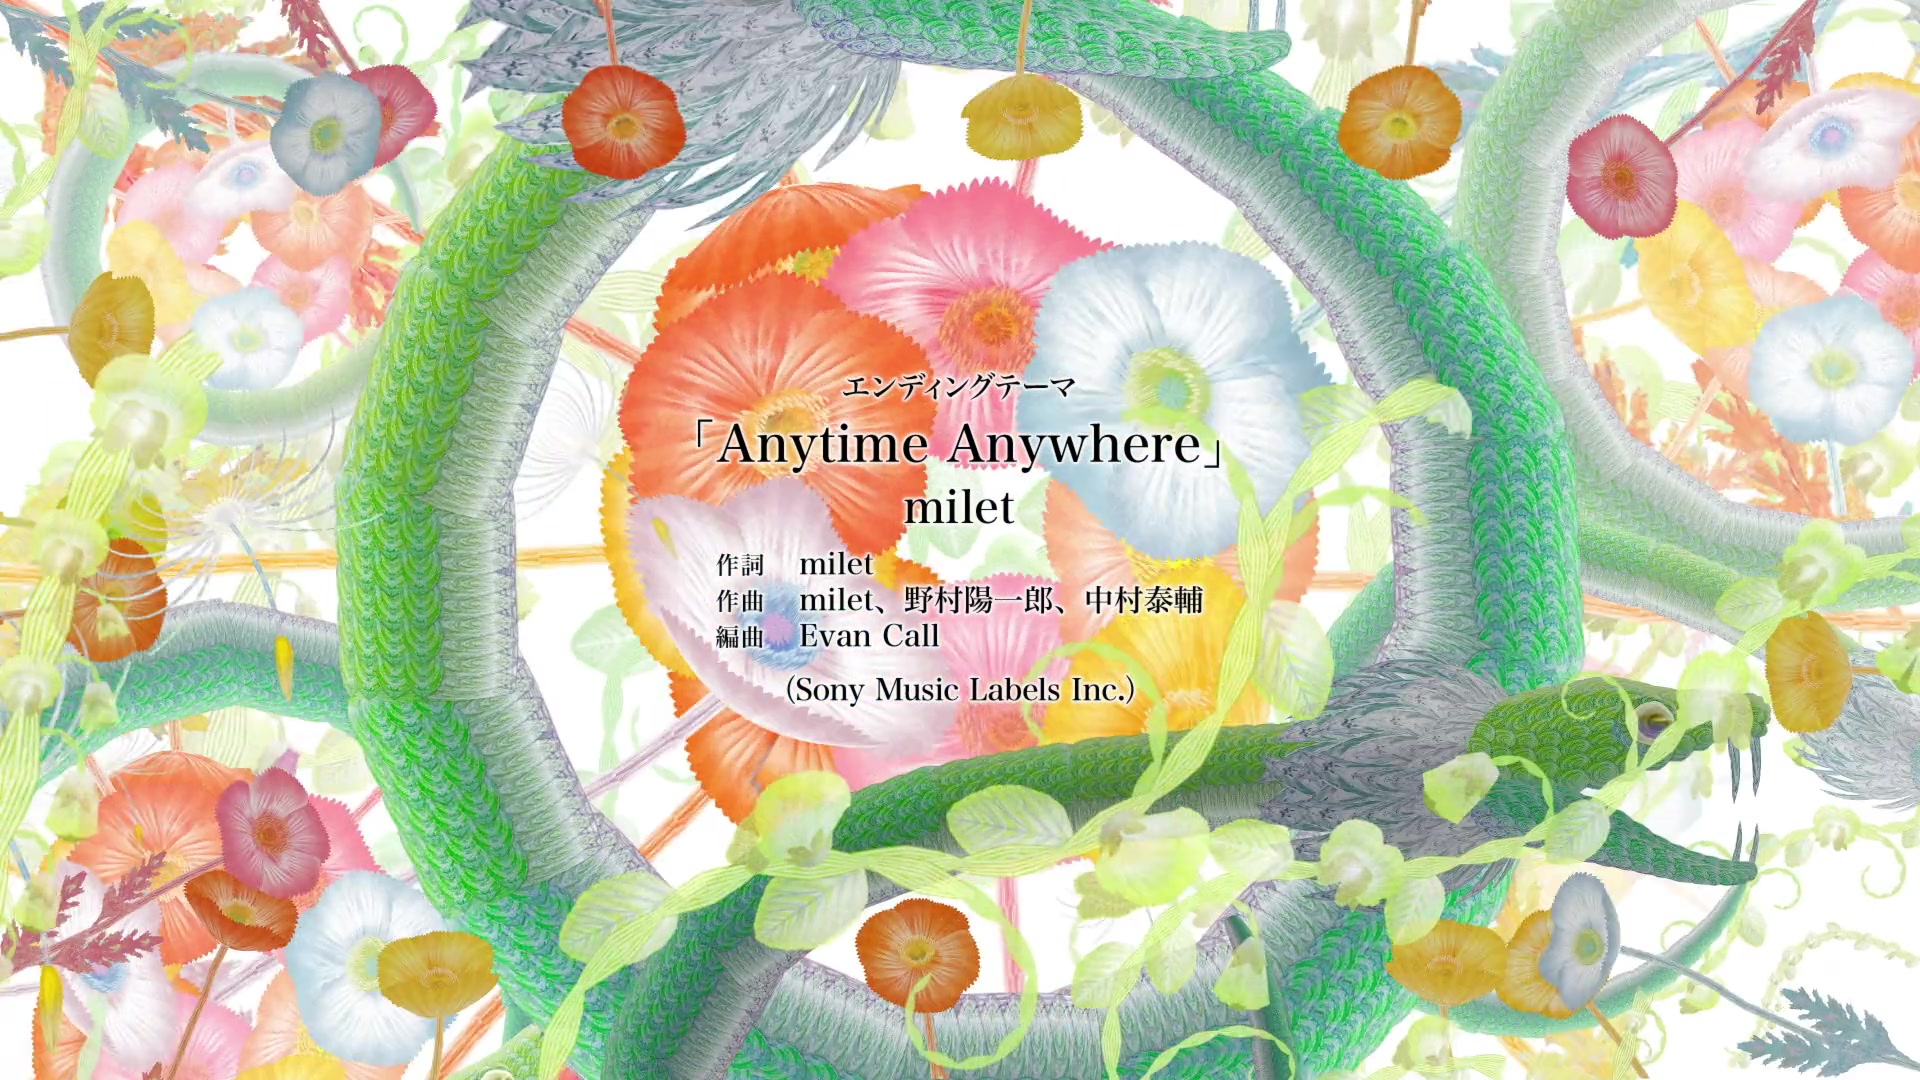 エンディングテーマ
「Anytime Anywhere」
milet
作詞 milet
作曲 milet、野村陽一郎、中村泰輔
編曲 Evan Call
(Sony Music Labels Inc.)